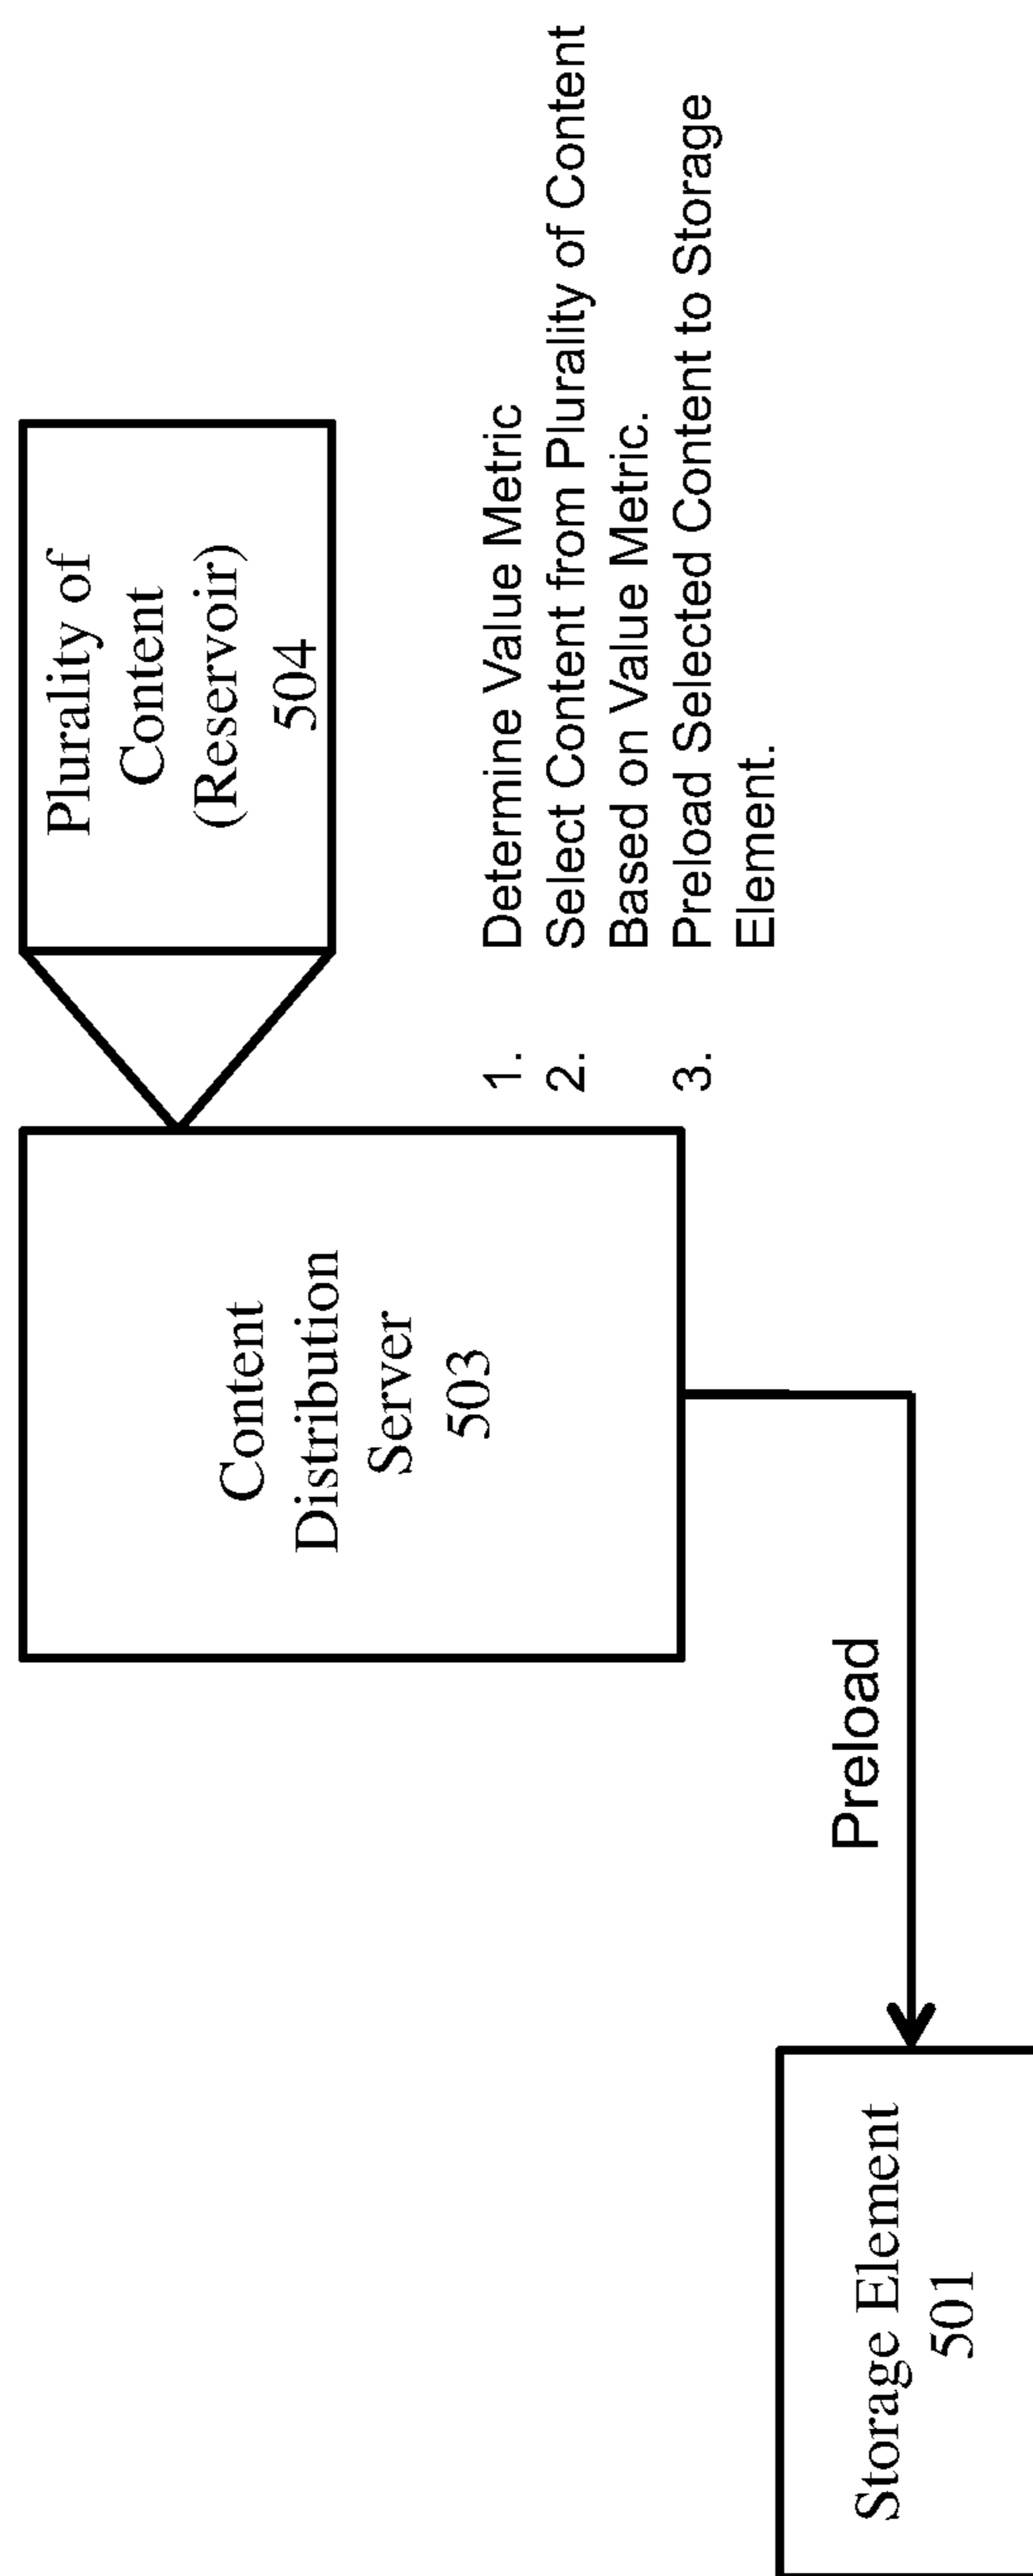 Plurality of
Content
(Reservoir)
504
Content
Distribution
Server
503
1. Determine Value Metric
2. Select Content from Plurality of Content
Based on Value Metric.
3. Preload Selected Content to Storage
Element.
Preload
Storage Element
501